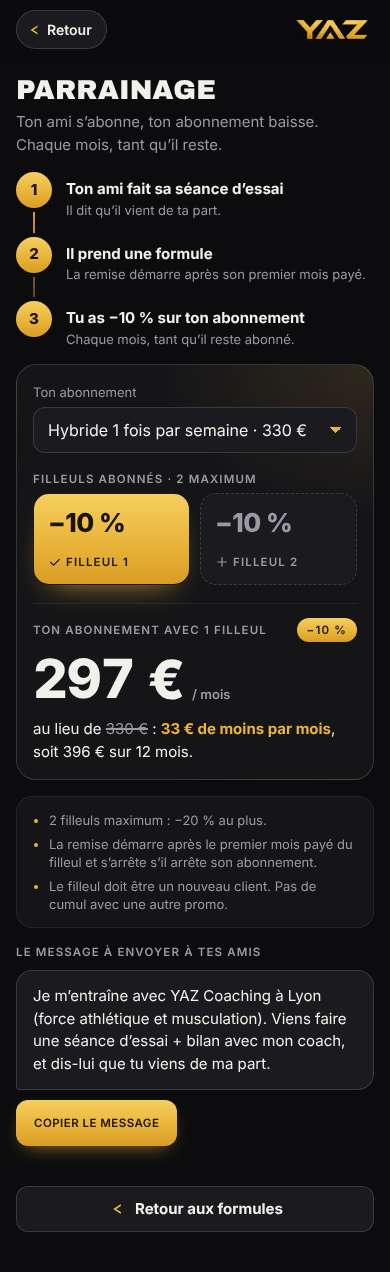 < Retour
YAZ
PARRAINAGE
Ton ami s’abonne, ton abonnement baisse.
Chaque mois, tant qu’il reste.
1
Ton ami fait sa séance d’essai
Il dit qu’il vient de ta part.
2
Il prend une formule
La remise démarre après son premier mois payé.
3
Tu as −10 % sur ton abonnement
Chaque mois, tant qu’il reste abonné.
Ton abonnement
Hybride 1 fois par semaine · 330 €
FILLEULS ABONNÉS · 2 MAXIMUM
−10 %
✓ FILLEUL 1
−10 %
+ FILLEUL 2
TON ABONNEMENT AVEC 1 FILLEUL
−10 %
297 € / mois
au lieu de 330 € : 33 € de moins par mois,
soit 396 € sur 12 mois.
• 2 filleuls maximum : −20 % au plus.
• La remise démarre après le premier mois payé du
filleul et s’arrête s’il arrête son abonnement.
• Le filleul doit être un nouveau client. Pas de
cumul avec une autre promo.
LE MESSAGE À ENVOYER À TES AMIS
Je m’entraîne avec YAZ Coaching à Lyon
(force athlétique et musculation). Viens faire
une séance d’essai + bilan avec mon coach,
et dis-lui que tu viens de ma part.
COPIER LE MESSAGE
< Retour aux formules